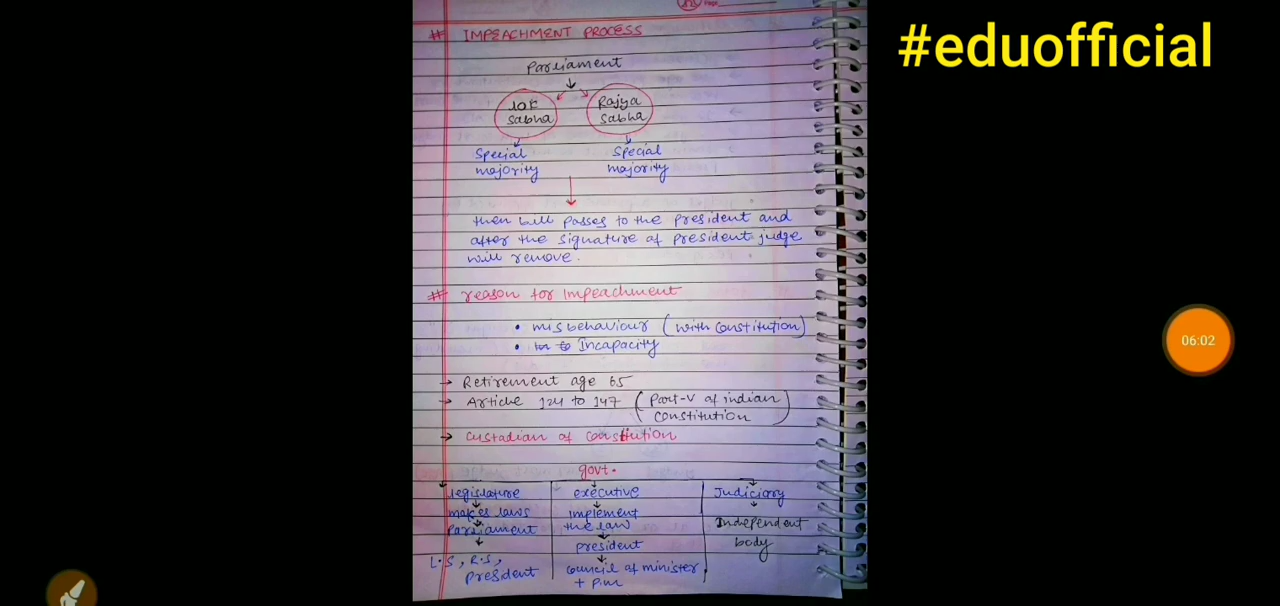 #eduofficial
# IMPEACHMENT PROCESS
Parliament
lok Rajya
sabha sabha
Special Special
majority majority
then bill passes to the president and
after the signature of president judge
will remove.
# reason for Impeachment
• misbehaviour (with constitution)
• Incapacity
→ Retirement age 65
→ Article 124 to 147 (Part-V of indian
constitution)
→ Custadian of constitution
govt.
legislature executive Judiciary
makes laws implement Independent
Parliament the law body
L.S, R.S, president
president council of minister
+ P.M
06:02